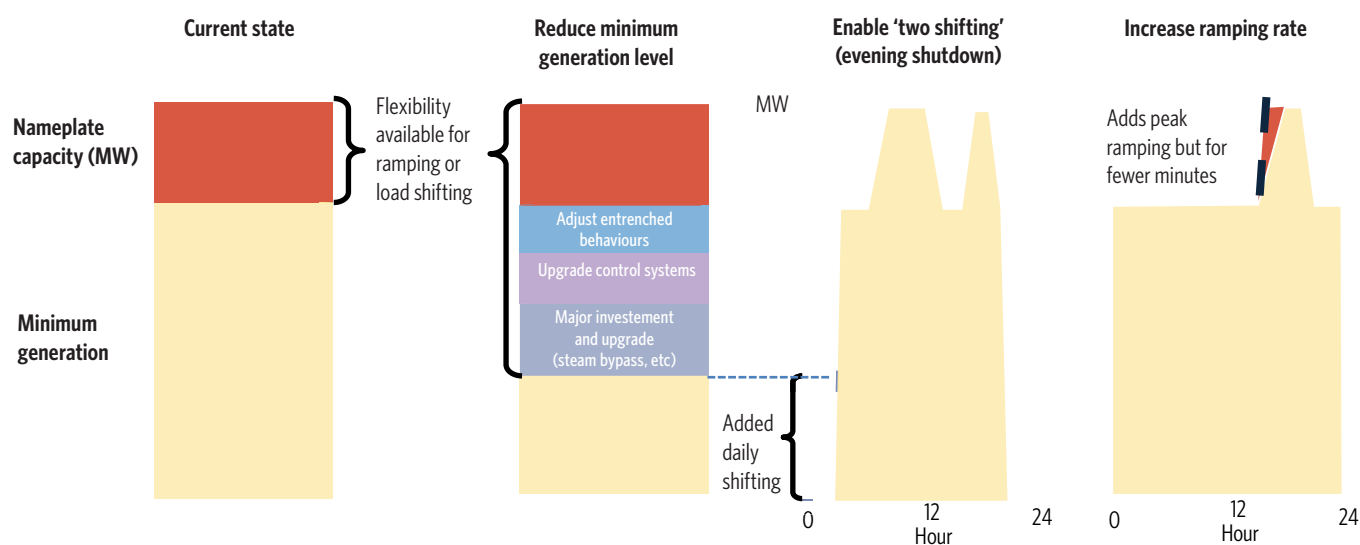 Current state
Reduce minimum
generation level
Enable ‘two shifting’
(evening shutdown)
Increase ramping rate
Nameplate
capacity (MW)
Flexibility
available for
ramping or
load shifting
MW
Adds peak
ramping but for
fewer minutes
Adjust entrenched
behaviours
Upgrade control systems
Major investement
and upgrade
(steam bypass, etc)
Minimum
generation
Added
daily
shifting
0
12
24
Hour
0
12
24
Hour